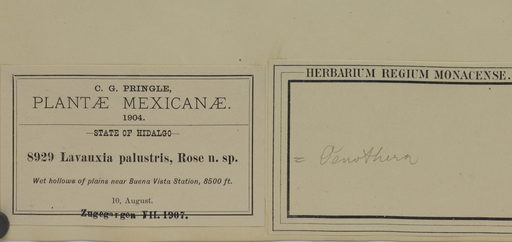 C. G. PRINGLE,
PLANTÆ MEXICANÆ.
1904.
—STATE OF HIDALGO—
8929 Lavauxia palustris, Rose n. sp.
Wet hollows of plains near Buena Vista Station, 8500 ft.
10, August.
Zugegangen VII. 1907.
HERBARIUM REGIUM MONACENSE.
= Oenothera